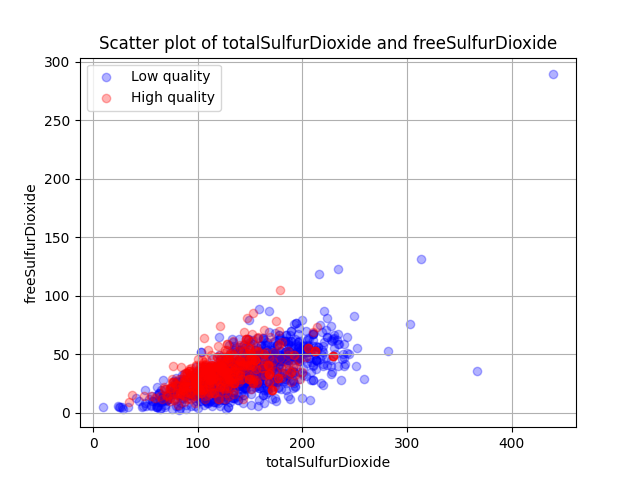 Scatter plot of totalSulfurDioxide and freeSulfurDioxide
Low quality
High quality
300
250
200
150
100
50
0
freeSulfurDioxide
0 100 200 300 400
totalSulfurDioxide